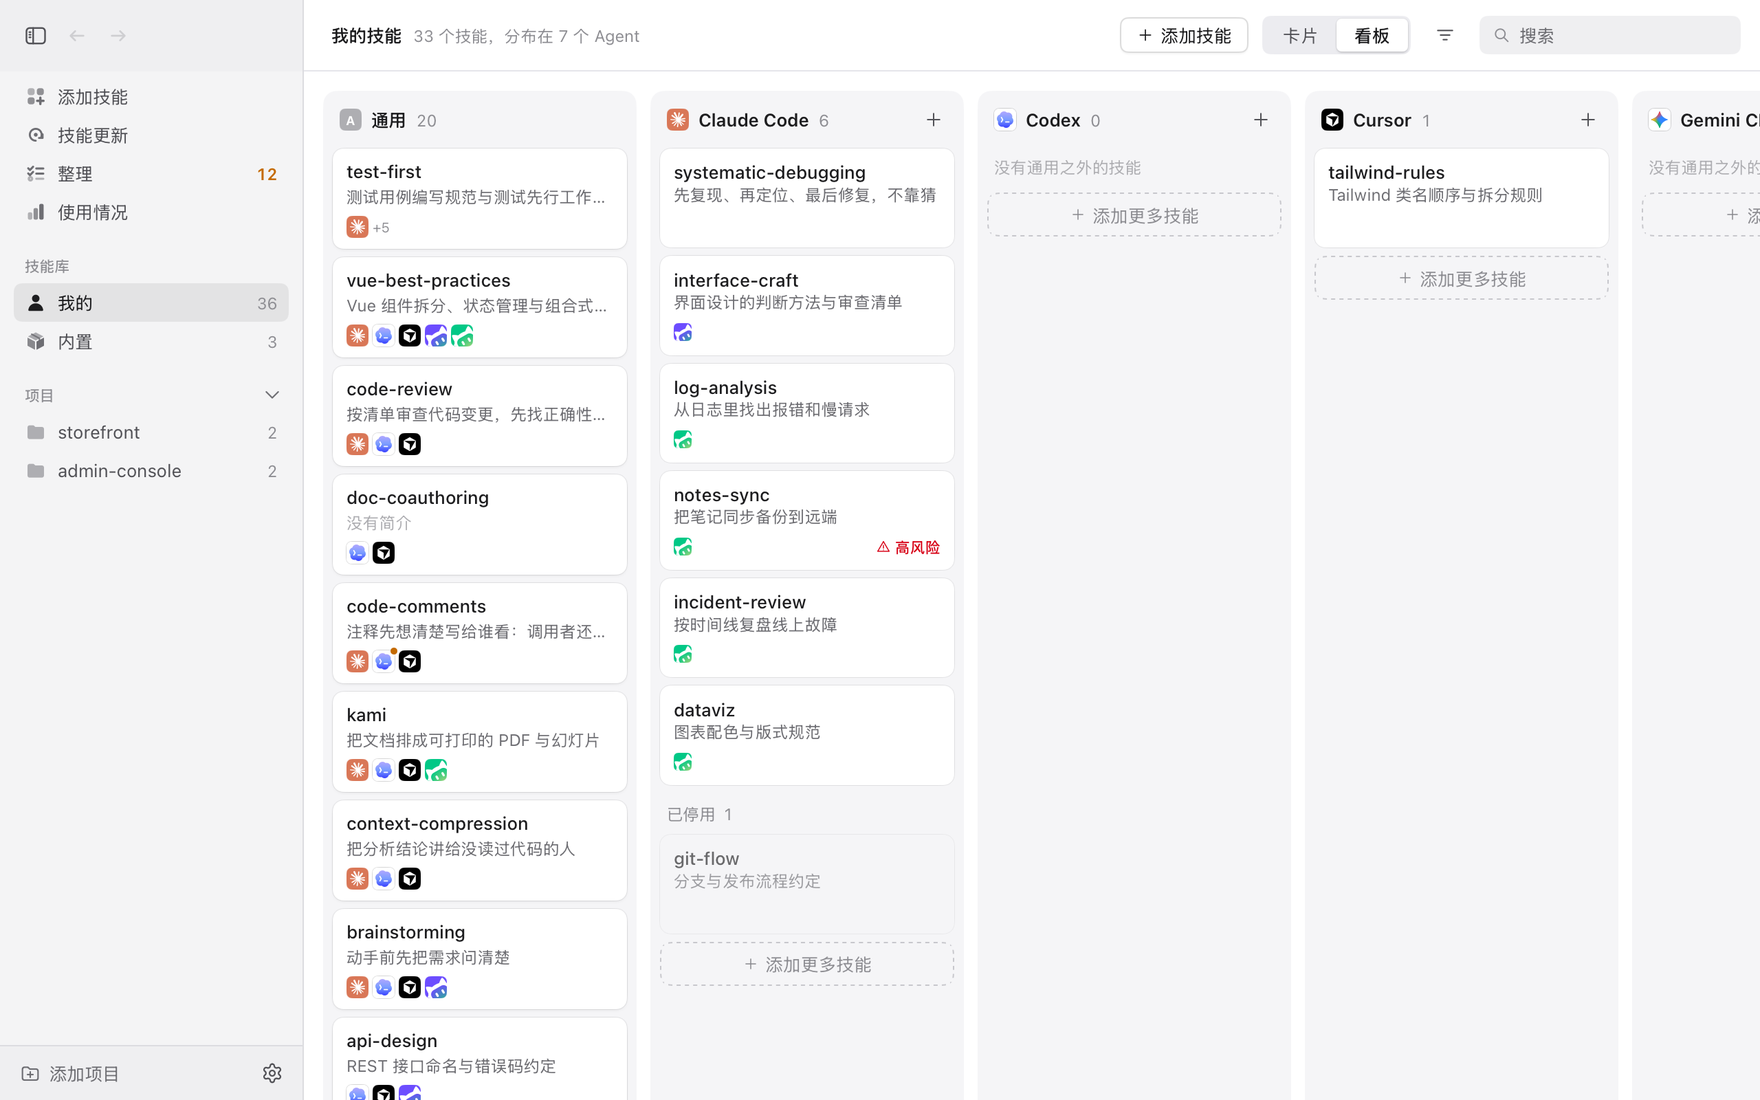 添加技能
技能更新
整理 12
使用情况
技能库
我的 36
内置 3
项目
storefront 2
admin-console 2
添加项目
我的技能 33 个技能，分布在 7 个 Agent
添加技能
卡片
看板
搜索
A 通用 20
test-first
测试用例编写规范与测试先行工作…
+5
vue-best-practices
Vue 组件拆分、状态管理与组合式…
code-review
按清单审查代码变更，先找正确性…
doc-coauthoring
没有简介
code-comments
注释先想清楚写给谁看：调用者还…
kami
把文档排成可打印的 PDF 与幻灯片
context-compression
把分析结论讲给没读过代码的人
brainstorming
动手前先把需求问清楚
api-design
REST 接口命名与错误码约定
Claude Code 6
systematic-debugging
先复现、再定位、最后修复，不靠猜
interface-craft
界面设计的判断方法与审查清单
log-analysis
从日志里找出报错和慢请求
notes-sync
把笔记同步备份到远端
高风险
incident-review
按时间线复盘线上故障
dataviz
图表配色与版式规范
已停用 1
git-flow
分支与发布流程约定
添加更多技能
Codex 0
没有通用之外的技能
添加更多技能
Cursor 1
tailwind-rules
Tailwind 类名顺序与拆分规则
添加更多技能
Gemini
没有通用之外的